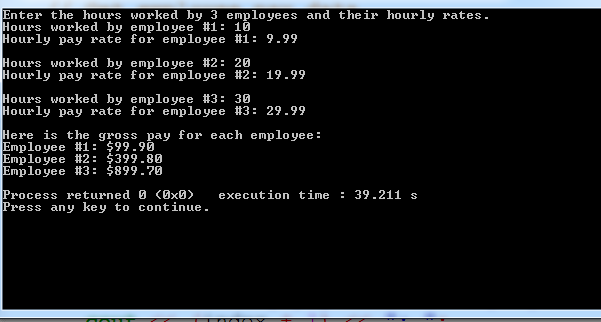 Enter the hours worked by 3 employees and their hourly rates.
Hours worked by employee #1: 10
Hourly pay rate for employee #1: 9.99
Hours worked by employee #2: 20
Hourly pay rate for employee #2: 19.99
Hours worked by employee #3: 30
Hourly pay rate for employee #3: 29.99
Here is the gross pay for each employee:
Employee #1: $99.90
Employee #2: $399.80
Employee #3: $899.70
Process returned 0 (0x0)   execution time : 39.211 s
Press any key to continue.